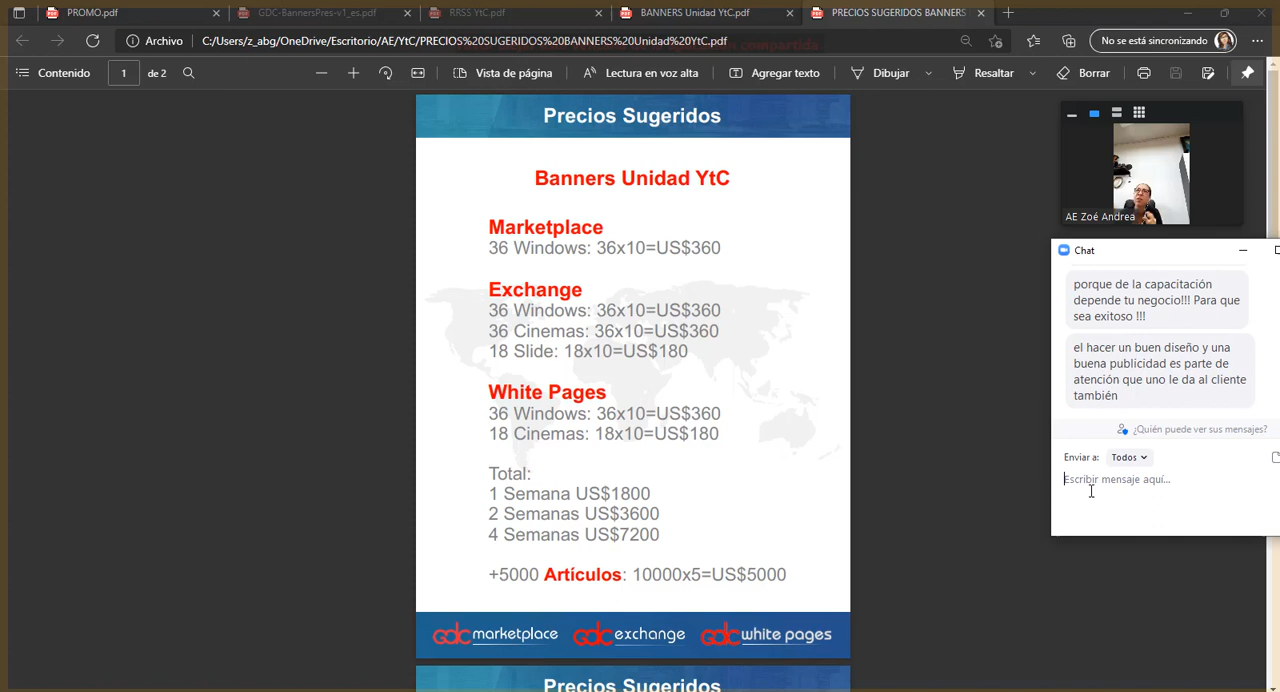 PROMO.pdf
GDC-BannersPres-v1_es.pdf
RRSS YtC.pdf
BANNERS Unidad YtC.pdf
PRECIOS SUGERIDOS BANNERS
Archivo
C:/Users/z_abg/OneDrive/Escritorio/AE/YtC/PRECIOS%20SUGERIDOS%20BANNERS%20Unidad%20YtC.pdf
No se está sincronizando
Contenido
1
de 2
Vista de página
Lectura en voz alta
Agregar texto
Dibujar
Resaltar
Borrar
Precios Sugeridos
Banners Unidad YtC
Marketplace
36 Windows: 36x10=US$360
Exchange
36 Windows: 36x10=US$360
36 Cinemas: 36x10=US$360
18 Slide: 18x10=US$180
White Pages
36 Windows: 36x10=US$360
18 Cinemas: 18x10=US$180
Total:
1 Semana US$1800
2 Semanas US$3600
4 Semanas US$7200
+5000 Artículos: 10000x5=US$5000
gdc marketplace
gdc exchange
gdc white pages
Precios Sugeridos
AE Zoé Andrea
Chat
porque de la capacitación
depende tu negocio!!! Para que
sea exitoso !!!
el hacer un buen diseño y una
buena publicidad es parte de
atención que uno le da al cliente
también
¿Quién puede ver sus mensajes?
Enviar a:
Todos
Escribir mensaje aquí...